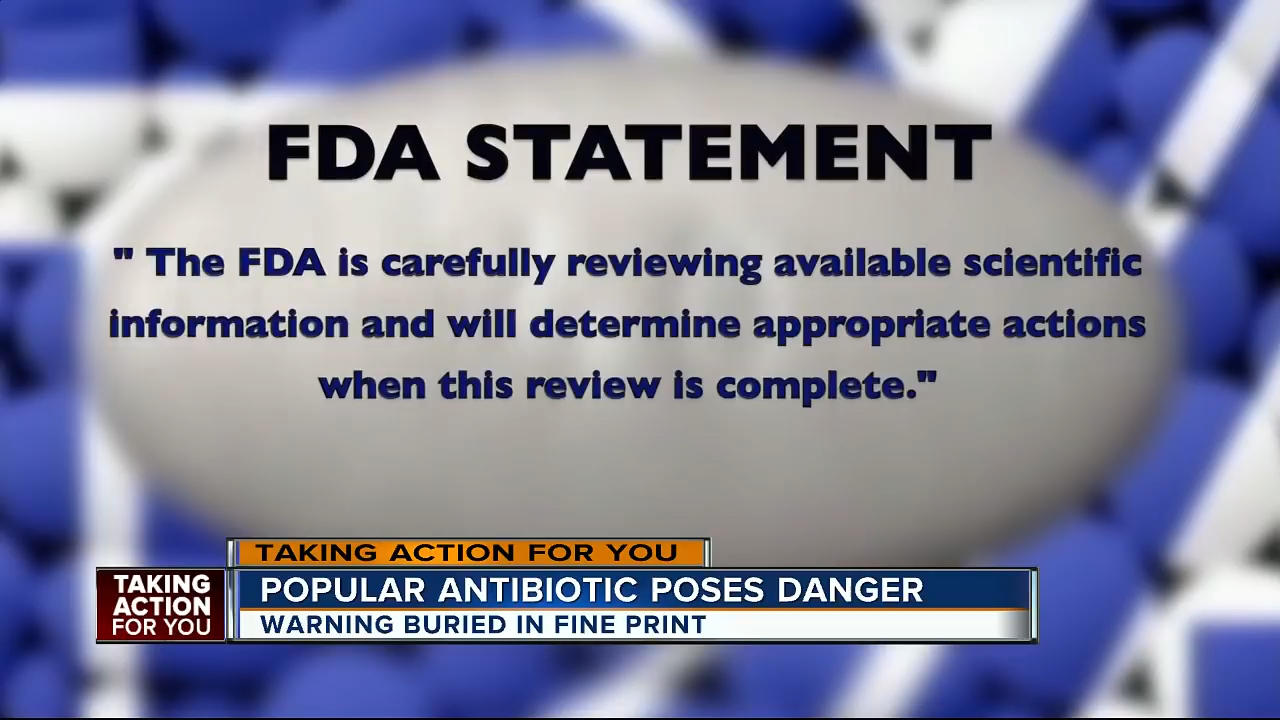 FDA STATEMENT
" The FDA is carefully reviewing available scientific
information and will determine appropriate actions
when this review is complete."
TAKING ACTION FOR YOU
TAKING
ACTION
FOR YOU
POPULAR ANTIBIOTIC POSES DANGER
WARNING BURIED IN FINE PRINT